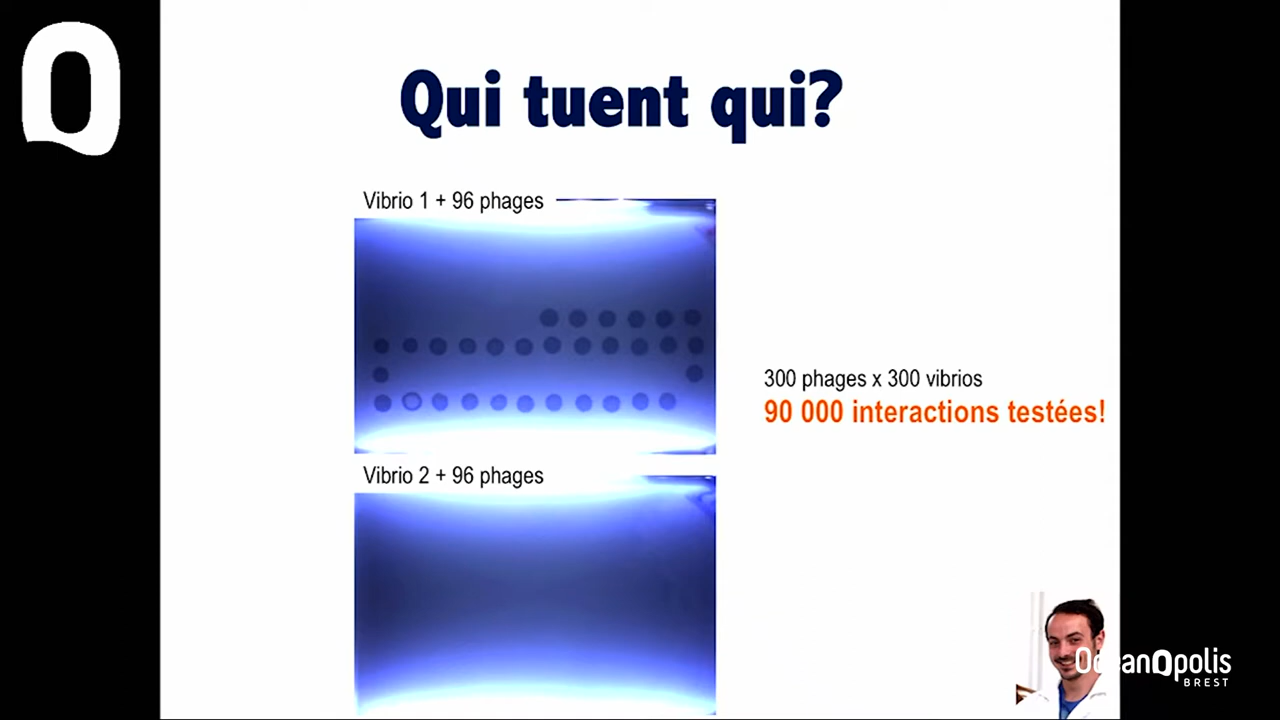 Qui tuent qui?
Vibrio 1 + 96 phages
300 phages x 300 vibrios
90 000 interactions testées!
Vibrio 2 + 96 phages
OceanOpolis
BREST